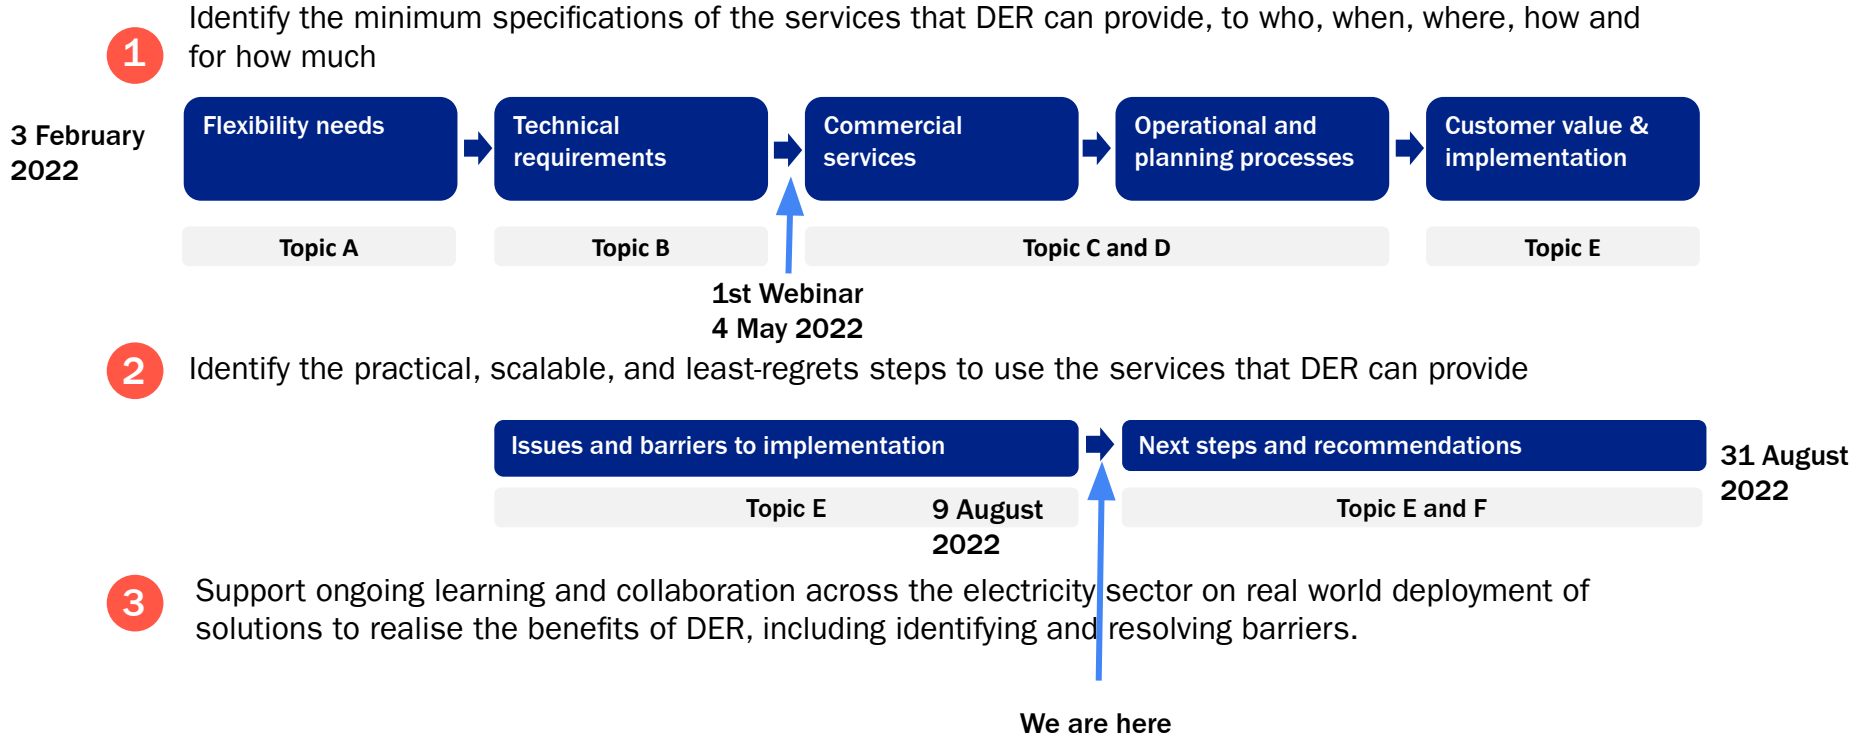 1
Identify the minimum specifications of the services that DER can provide, to who, when, where, how and
for how much
3 February
2022
Flexibility needs
Technical
requirements
Commercial
services
Operational and
planning processes
Customer value &
implementation
Topic A
Topic B
Topic C and D
Topic E
1st Webinar
4 May 2022
2
Identify the practical, scalable, and least-regrets steps to use the services that DER can provide
Issues and barriers to implementation
Next steps and recommendations
31 August
2022
Topic E
9 August
2022
Topic E and F
3
Support ongoing learning and collaboration across the electricity sector on real world deployment of
solutions to realise the benefits of DER, including identifying and resolving barriers.
We are here